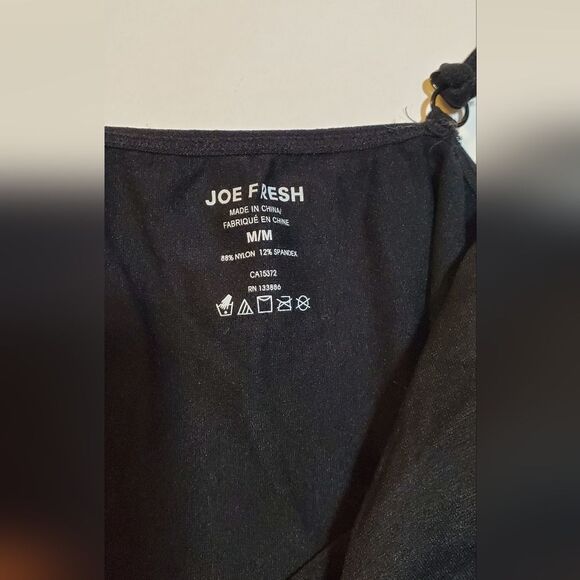 JOE FRESH
MADE IN CHINA/
FABRIQUÉ EN CHINE
M/M
88% NYLON 12% SPANDEX
CA15372
RN 133886